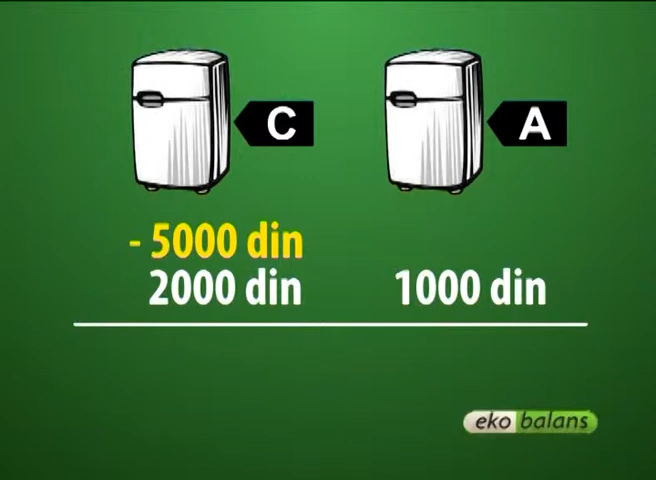 C
A
- 5000 din
2000 din
1000 din
eko balans